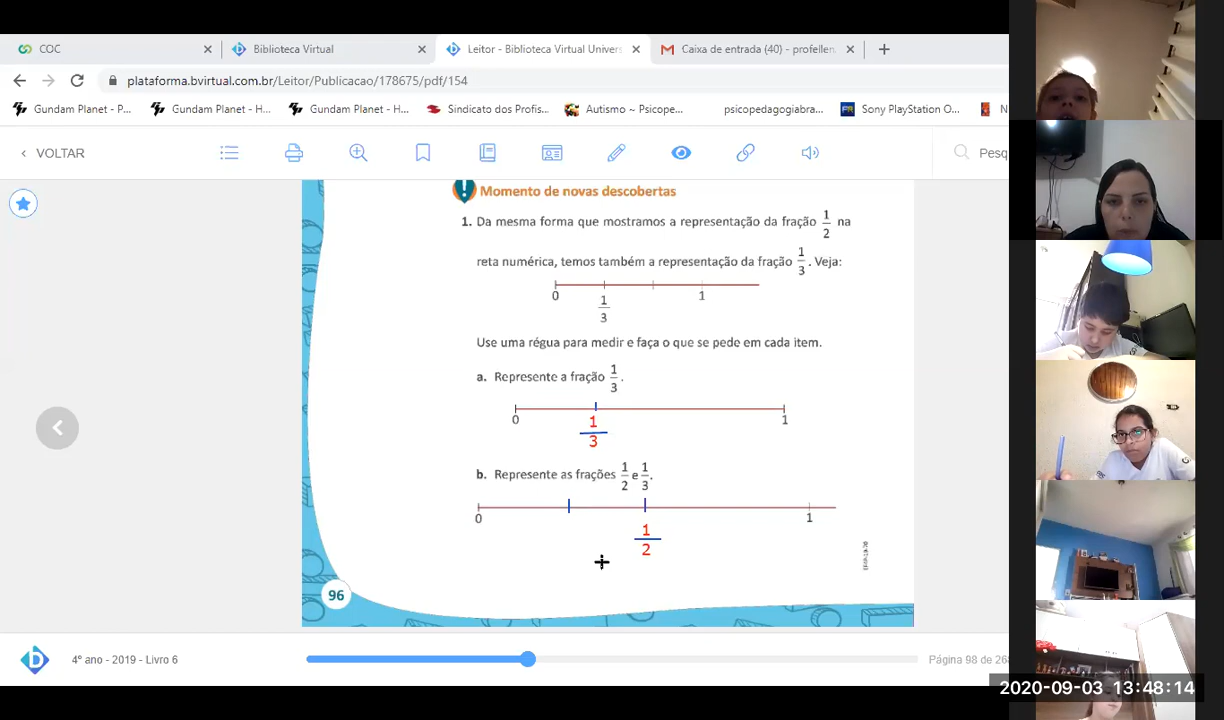 COC
Biblioteca Virtual
Leitor - Biblioteca Virtual Univers
Caixa de entrada (40) - profellen
plataforma.bvirtual.com.br/Leitor/Publicacao/178675/pdf/154
Gundam Planet - P...
Gundam Planet - H...
Gundam Planet - H...
Sindicato dos Profis...
Autismo ~ Psicope...
psicopedagogiabra...
Sony PlayStation O...
N
VOLTAR
Pesq
! Momento de novas descobertas
1. Da mesma forma que mostramos a representação da fração 1/2 na
reta numérica, temos também a representação da fração 1/3. Veja:
0 1/3 1
Use uma régua para medir e faça o que se pede em cada item.
a. Represente a fração 1/3.
0 1/3 1
b. Represente as frações 1/2 e 1/3.
0 1/2 1
96
4º ano - 2019 - Livro 6
Página 98 de 268
2020-09-03 13:48:14